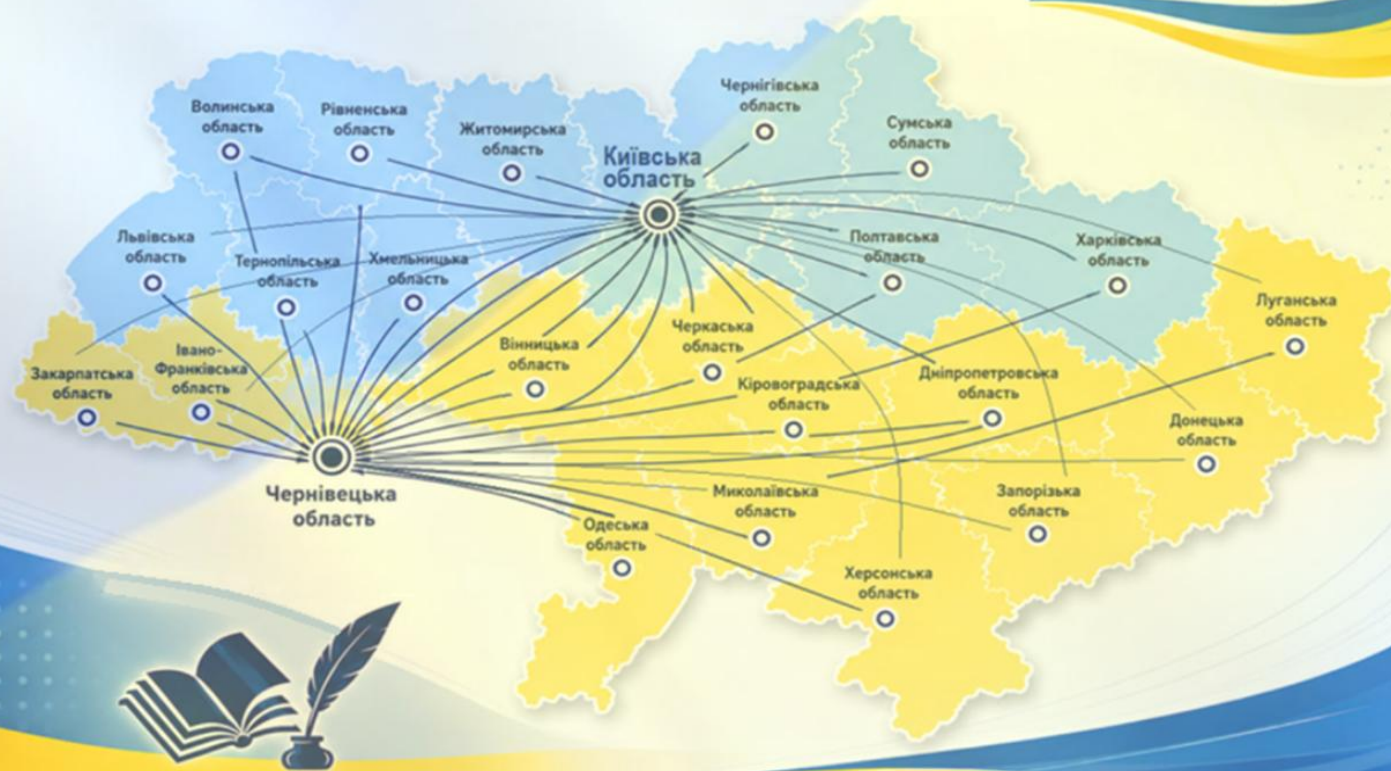 Волинська
область
Рівненська
область
Житомирська
область
Київська
область
Чернігівська
область
Сумська
область
Львівська
область
Тернопільська
область
Хмельницька
область
Полтавська
область
Харківська
область
Луганська
область
Закарпатська
область
Івано-
Франківська
область
Вінницька
область
Черкаська
область
Кіровоградська
область
Дніпропетровська
область
Донецька
область
Чернівецька
область
Одеська
область
Миколаївська
область
Запорізька
область
Херсонська
область